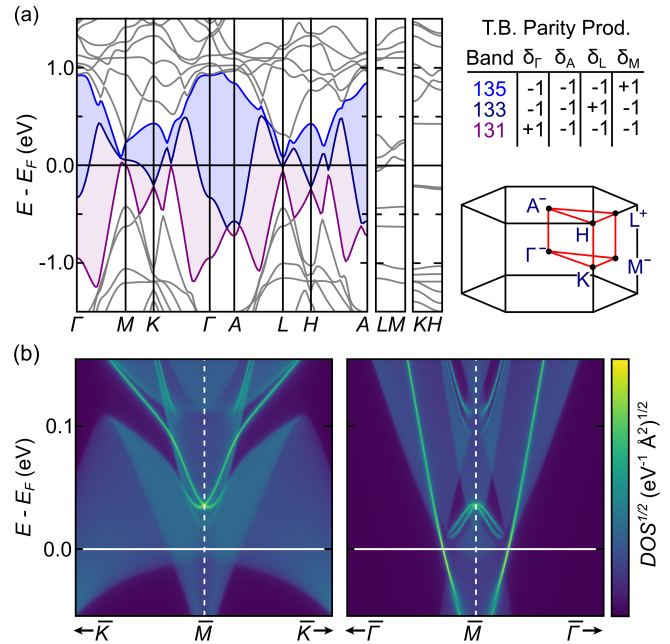 (a)
E - E_F (eV)
1.0
0.0
-1.0
Γ M K Γ A L H A L M K H
T.B. Parity Prod.
Band δ_Γ δ_A δ_L δ_M
135 -1 -1 -1 +1
133 -1 -1 +1 -1
131 +1 -1 -1 -1
A⁻
L⁺
H
Γ⁻
M⁻
K
(b)
E - E_F (eV)
0.1
0.0
←K̅ M̅ K̅→
←Γ̅ M̅ Γ̅→
DOS^{1/2} (eV⁻¹ Å²)^{1/2}